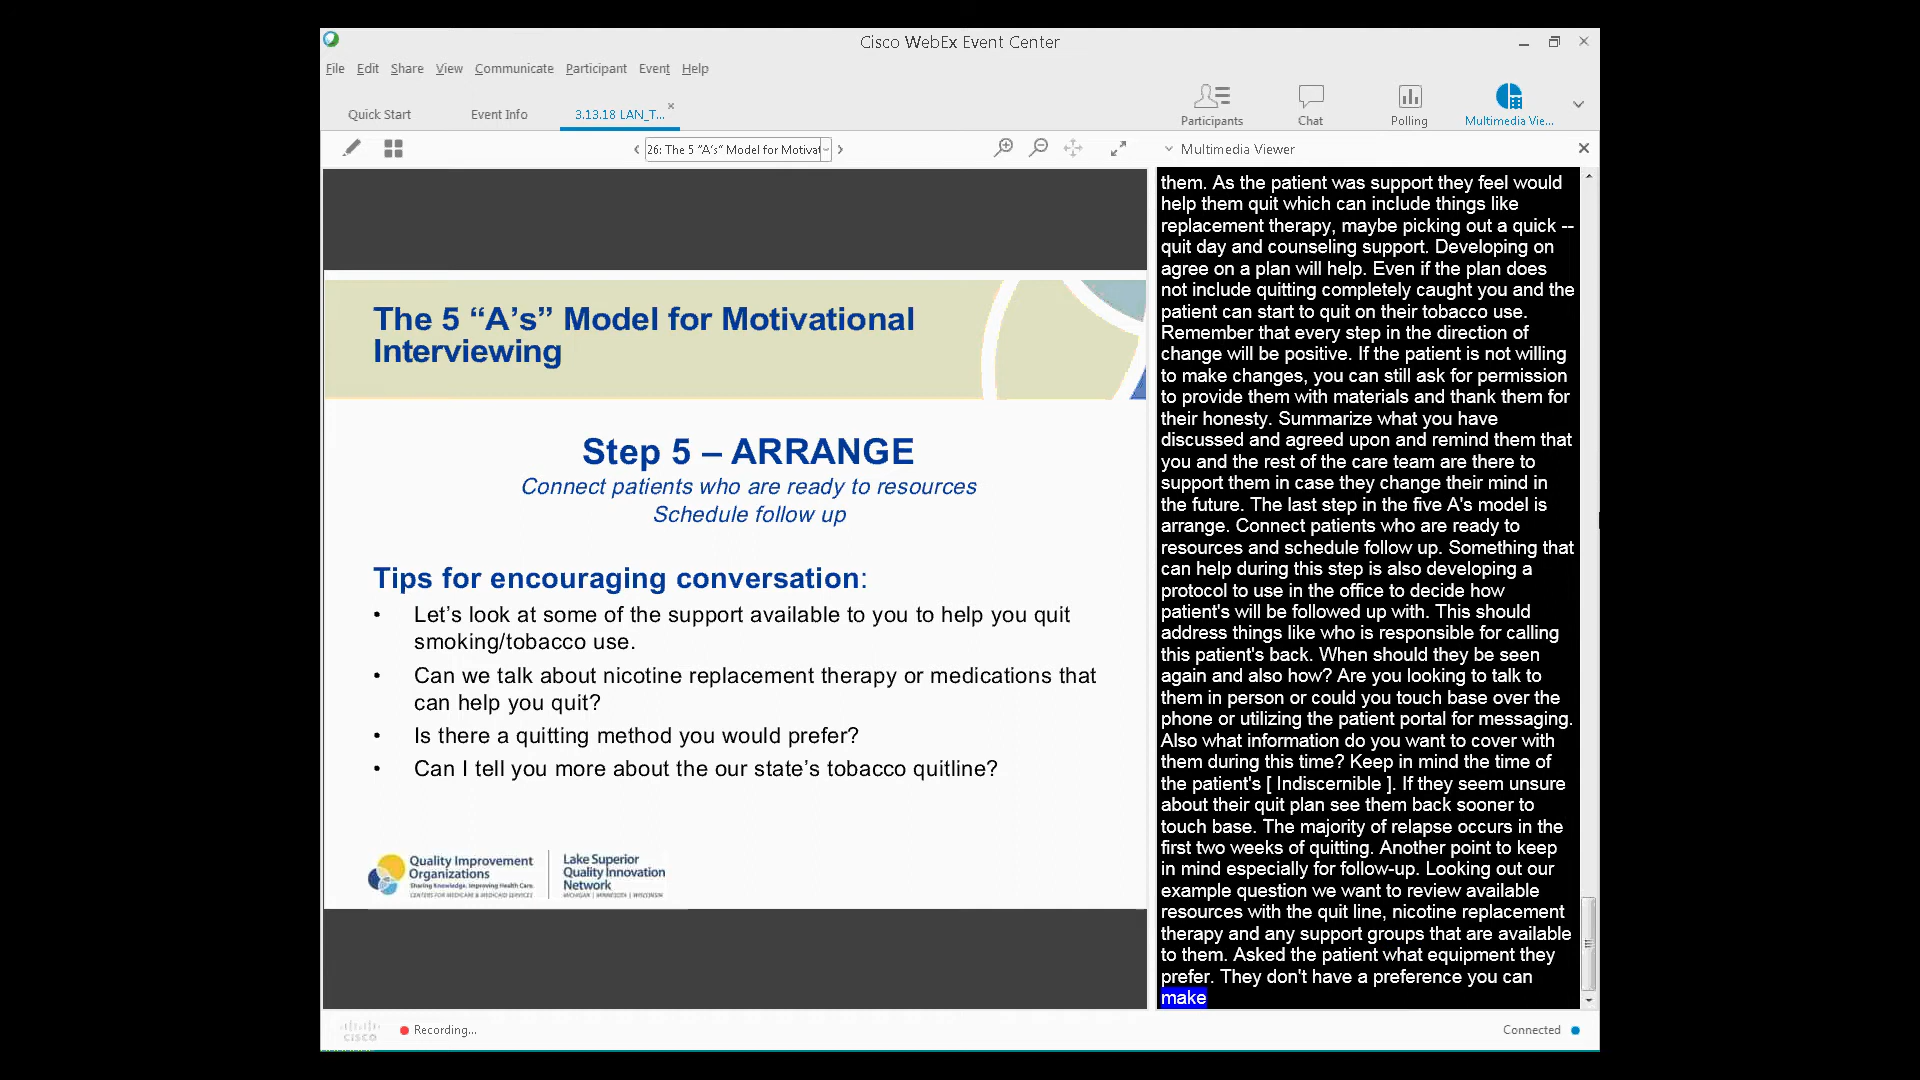 Cisco WebEx Event Center
File Edit Share View Communicate Participant Event Help
Quick Start Event Info 3.13.18 LAN_T...
Participants Chat Polling Multimedia Vie...
26: The 5 "A's" Model for Motivat
Multimedia Viewer
The 5 “A’s” Model for Motivational
Interviewing
Step 5 – ARRANGE
Connect patients who are ready to resources
Schedule follow up
Tips for encouraging conversation:
• Let’s look at some of the support available to you to help you quit
smoking/tobacco use.
• Can we talk about nicotine replacement therapy or medications that
can help you quit?
• Is there a quitting method you would prefer?
• Can I tell you more about the our state’s tobacco quitline?
Quality Improvement
Organizations
Sharing Knowledge. Improving Health Care.
CENTERS FOR MEDICARE & MEDICAID SERVICES
Lake Superior
Quality Innovation
Network
MICHIGAN | MINNESOTA | WISCONSIN
them. As the patient was support they feel would
help them quit which can include things like
replacement therapy, maybe picking out a quick --
quit day and counseling support. Developing on
agree on a plan will help. Even if the plan does
not include quitting completely caught you and the
patient can start to quit on their tobacco use.
Remember that every step in the direction of
change will be positive. If the patient is not willing
to make changes, you can still ask for permission
to provide them with materials and thank them for
their honesty. Summarize what you have
discussed and agreed upon and remind them that
you and the rest of the care team are there to
support them in case they change their mind in
the future. The last step in the five A's model is
arrange. Connect patients who are ready to
resources and schedule follow up. Something that
can help during this step is also developing a
protocol to use in the office to decide how
patient's will be followed up with. This should
address things like who is responsible for calling
this patient's back. When should they be seen
again and also how? Are you looking to talk to
them in person or could you touch base over the
phone or utilizing the patient portal for messaging.
Also what information do you want to cover with
them during this time? Keep in mind the time of
the patient's [ Indiscernible ]. If they seem unsure
about their quit plan see them back sooner to
touch base. The majority of relapse occurs in the
first two weeks of quitting. Another point to keep
in mind especially for follow-up. Looking out our
example question we want to review available
resources with the quit line, nicotine replacement
therapy and any support groups that are available
to them. Asked the patient what equipment they
prefer. They don't have a preference you can
make
cisco
Recording...
Connected